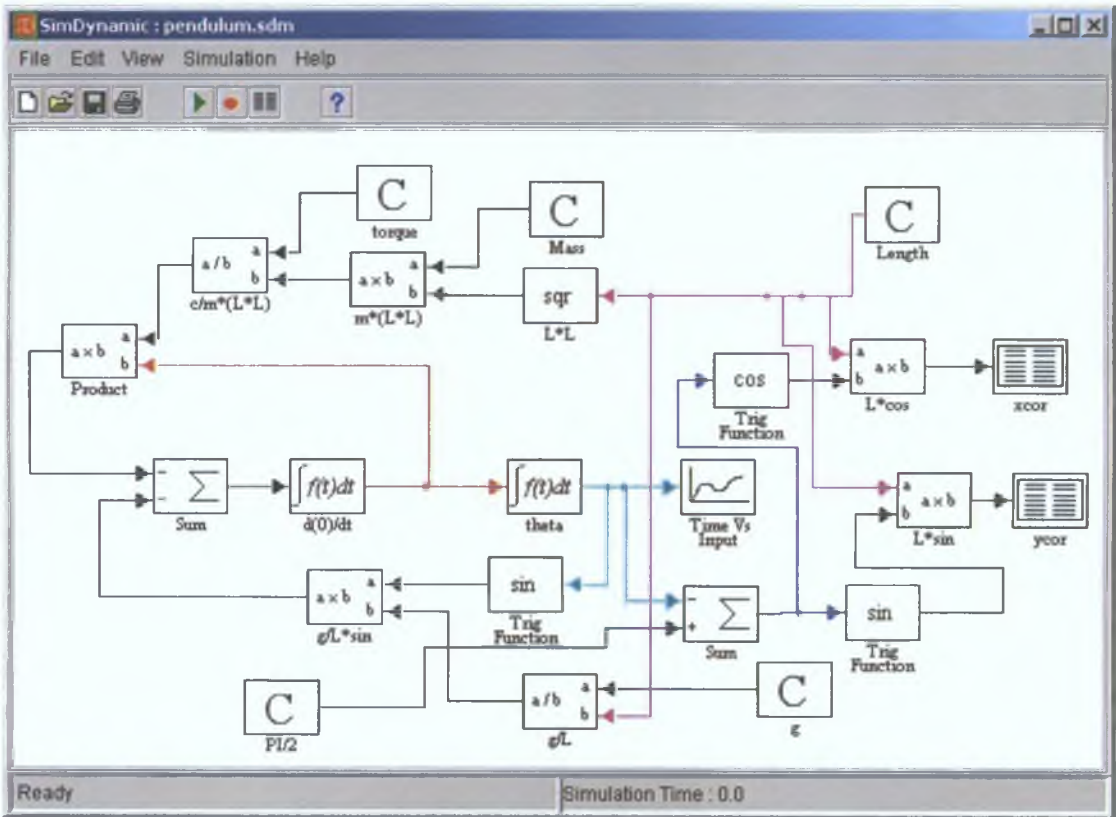 SimDynamic : pendulum.sdm
File Edit View Simulation Help
?
C
torque
C
Mass
C
Length
a / b
a
b
c/m*(L*L)
a × b
a
b
m*(L*L)
sqr
L*L
a × b
a
b
Product
cos
Trig
Function
a
b
a × b
L*cos
xcor
-
-
Σ
Sum
∫f(t)dt
d(0)/dt
∫f(t)dt
theta
Time Vs
Input
a
b
a × b
L*sin
ycor
a × b
a
b
g/L*sin
sin
Trig
Function
-
+
Σ
Sum
sin
Trig
Function
C
PI/2
a / b
a
b
g/L
C
g
Ready
Simulation Time : 0.0